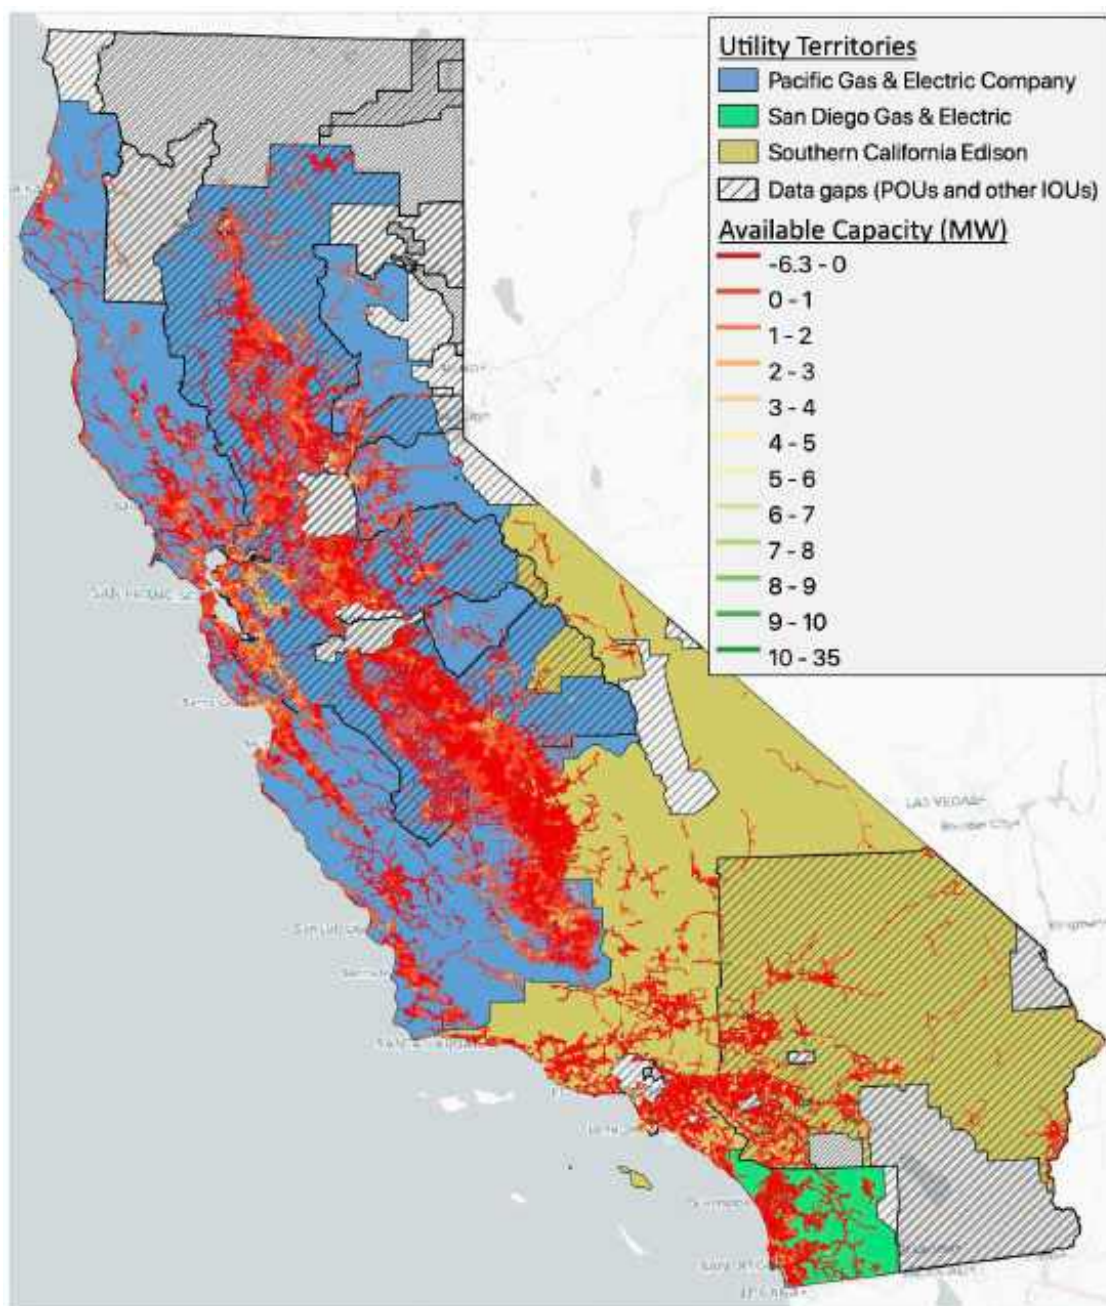 Utility Territories
Pacific Gas & Electric Company
San Diego Gas & Electric
Southern California Edison
Data gaps (POUs and other IOUs)
Available Capacity (MW)
-6.3 - 0
0 - 1
1 - 2
2 - 3
3 - 4
4 - 5
5 - 6
6 - 7
7 - 8
8 - 9
9 - 10
10 - 35
LAS VEGAS